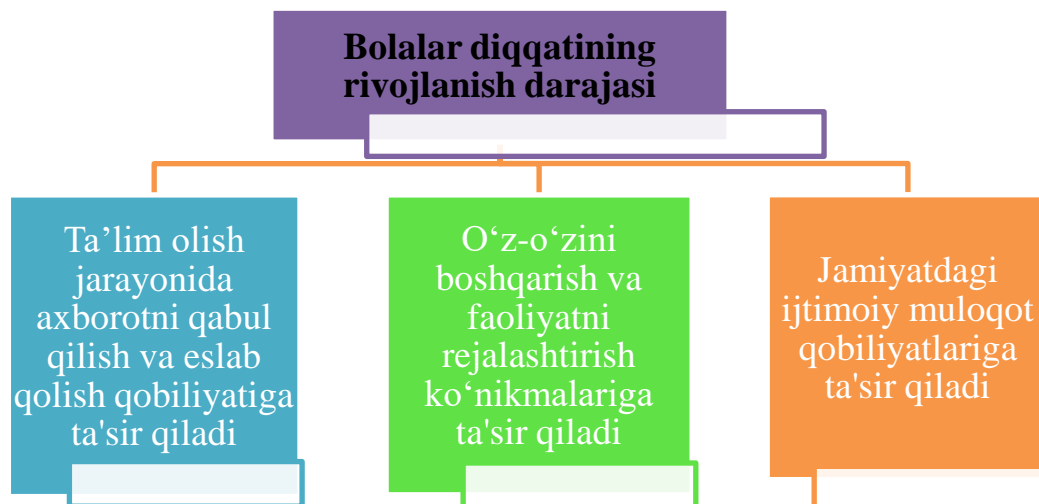 Bolalar diqqatining
rivojlanish darajasi
Ta’lim olish
jarayonida
axborotni qabul
qilish va eslab
qolish qobiliyatiga
ta'sir qiladi
O‘z-o‘zini
boshqarish va
faoliyatni
rejalashtirish
ko‘nikmalariga
ta'sir qiladi
Jamiyatdagi
ijtimoiy muloqot
qobiliyatlariga
ta'sir qiladi